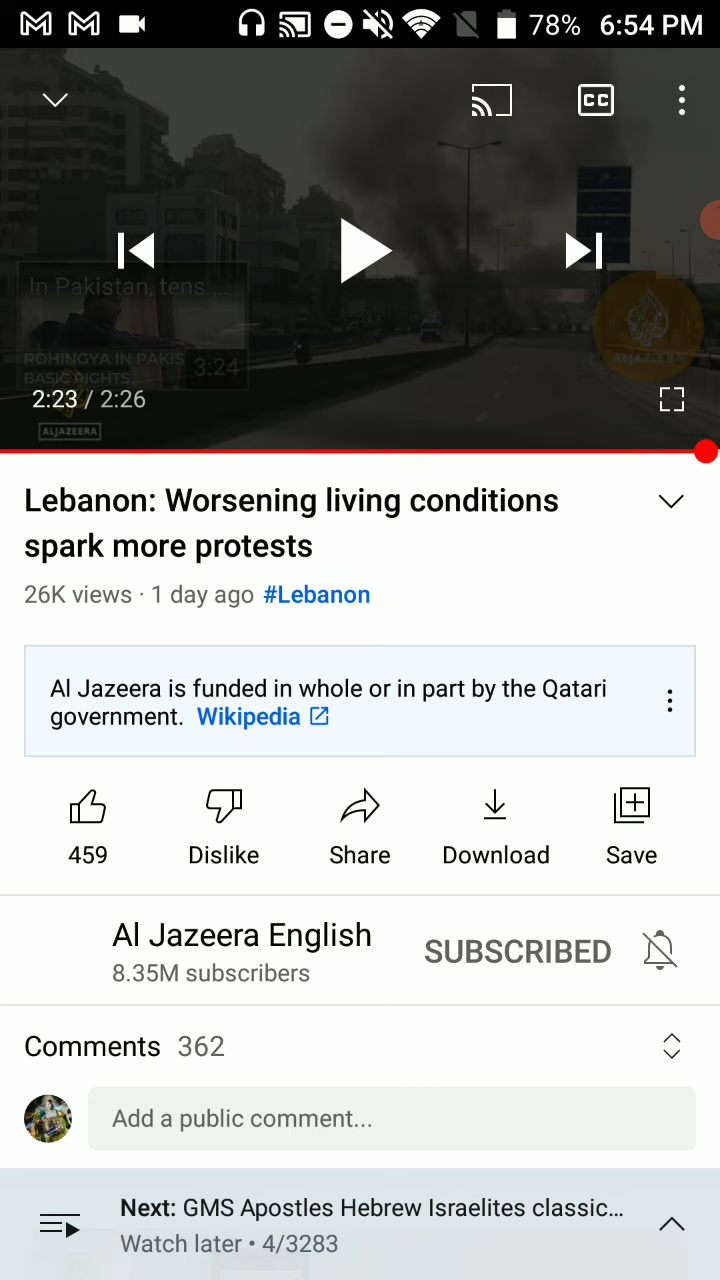 78% 6:54 PM
CC
In Pakistan, tens ...
ROHINGYA IN PAKIS
BASIC RIGHTS
3:24
ALJAZEERA
2:23 / 2:26
ALJAZEERA
Lebanon: Worsening living conditions
spark more protests
26K views · 1 day ago #Lebanon
Al Jazeera is funded in whole or in part by the Qatari
government. Wikipedia
459 Dislike Share Download Save
Al Jazeera English
8.35M subscribers
SUBSCRIBED
Comments 362
Add a public comment...
Next: GMS Apostles Hebrew Israelites classic...
Watch later • 4/3283